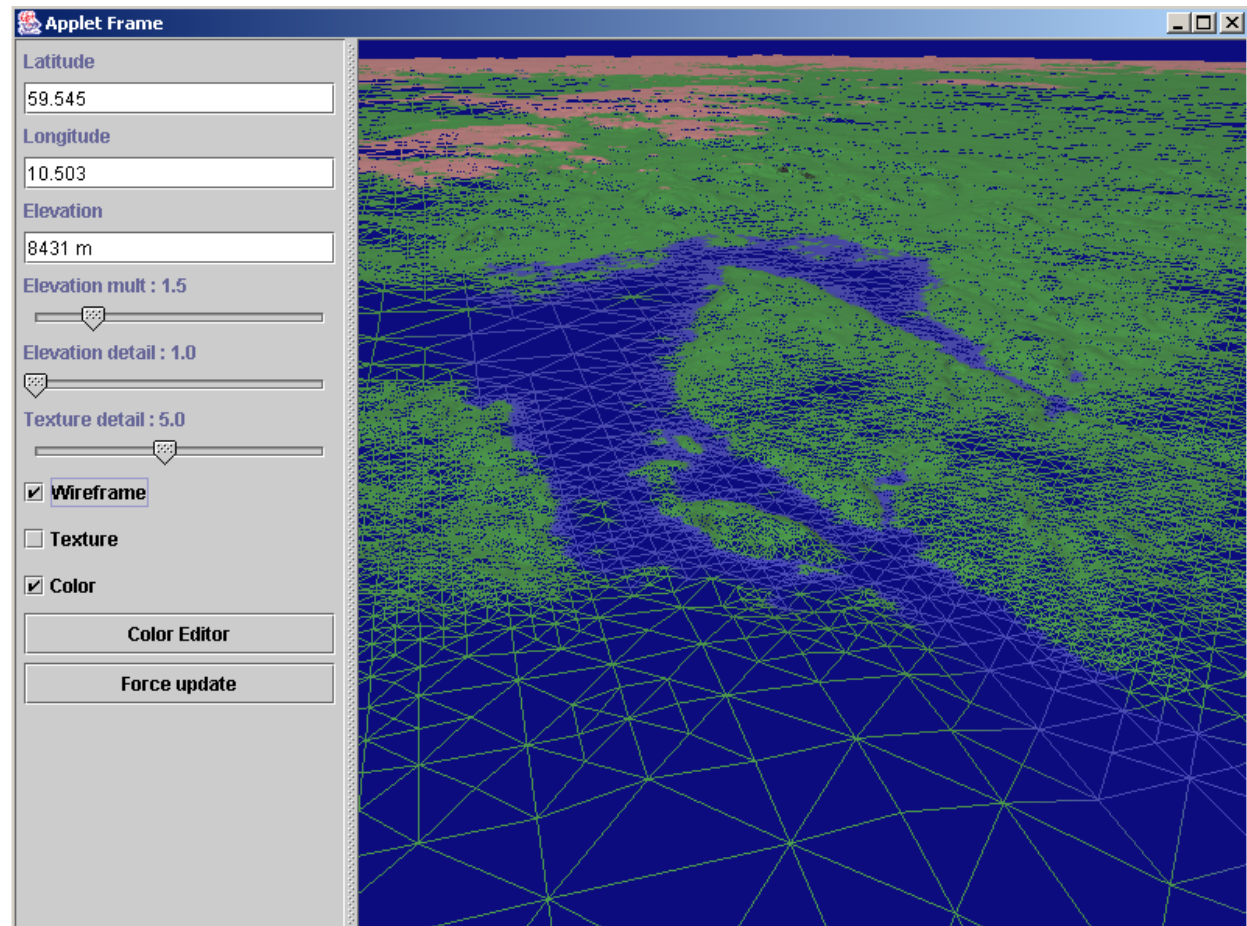 Applet Frame
Latitude
59.545
Longitude
10.503
Elevation
8431 m
Elevation mult : 1.5
Elevation detail : 1.0
Texture detail : 5.0
Wireframe
Texture
Color
Color Editor
Force update